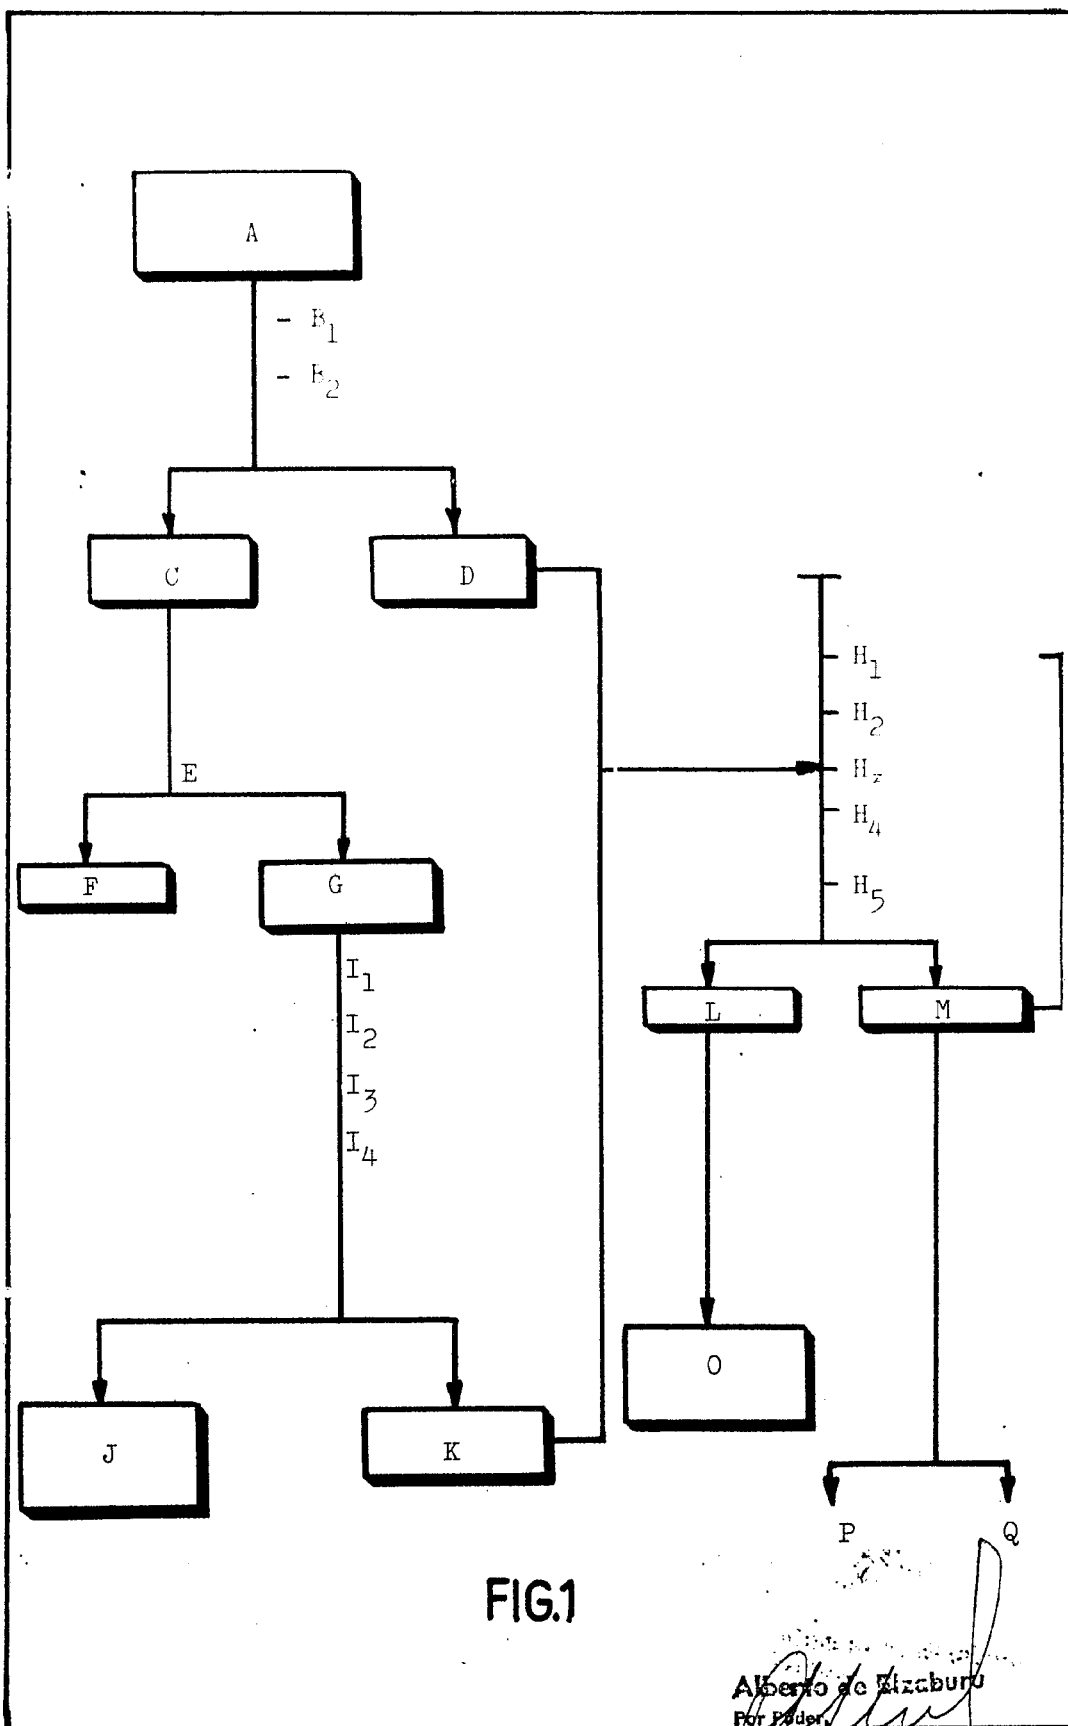 A
- B1
- B2
C
D
H1
H2
E
H3
H4
F
G
H5
I1
L
M
I2
I3
I4
O
J
K
P
Q
FIG.1
Alberto de Elzaburu
Por Poder,